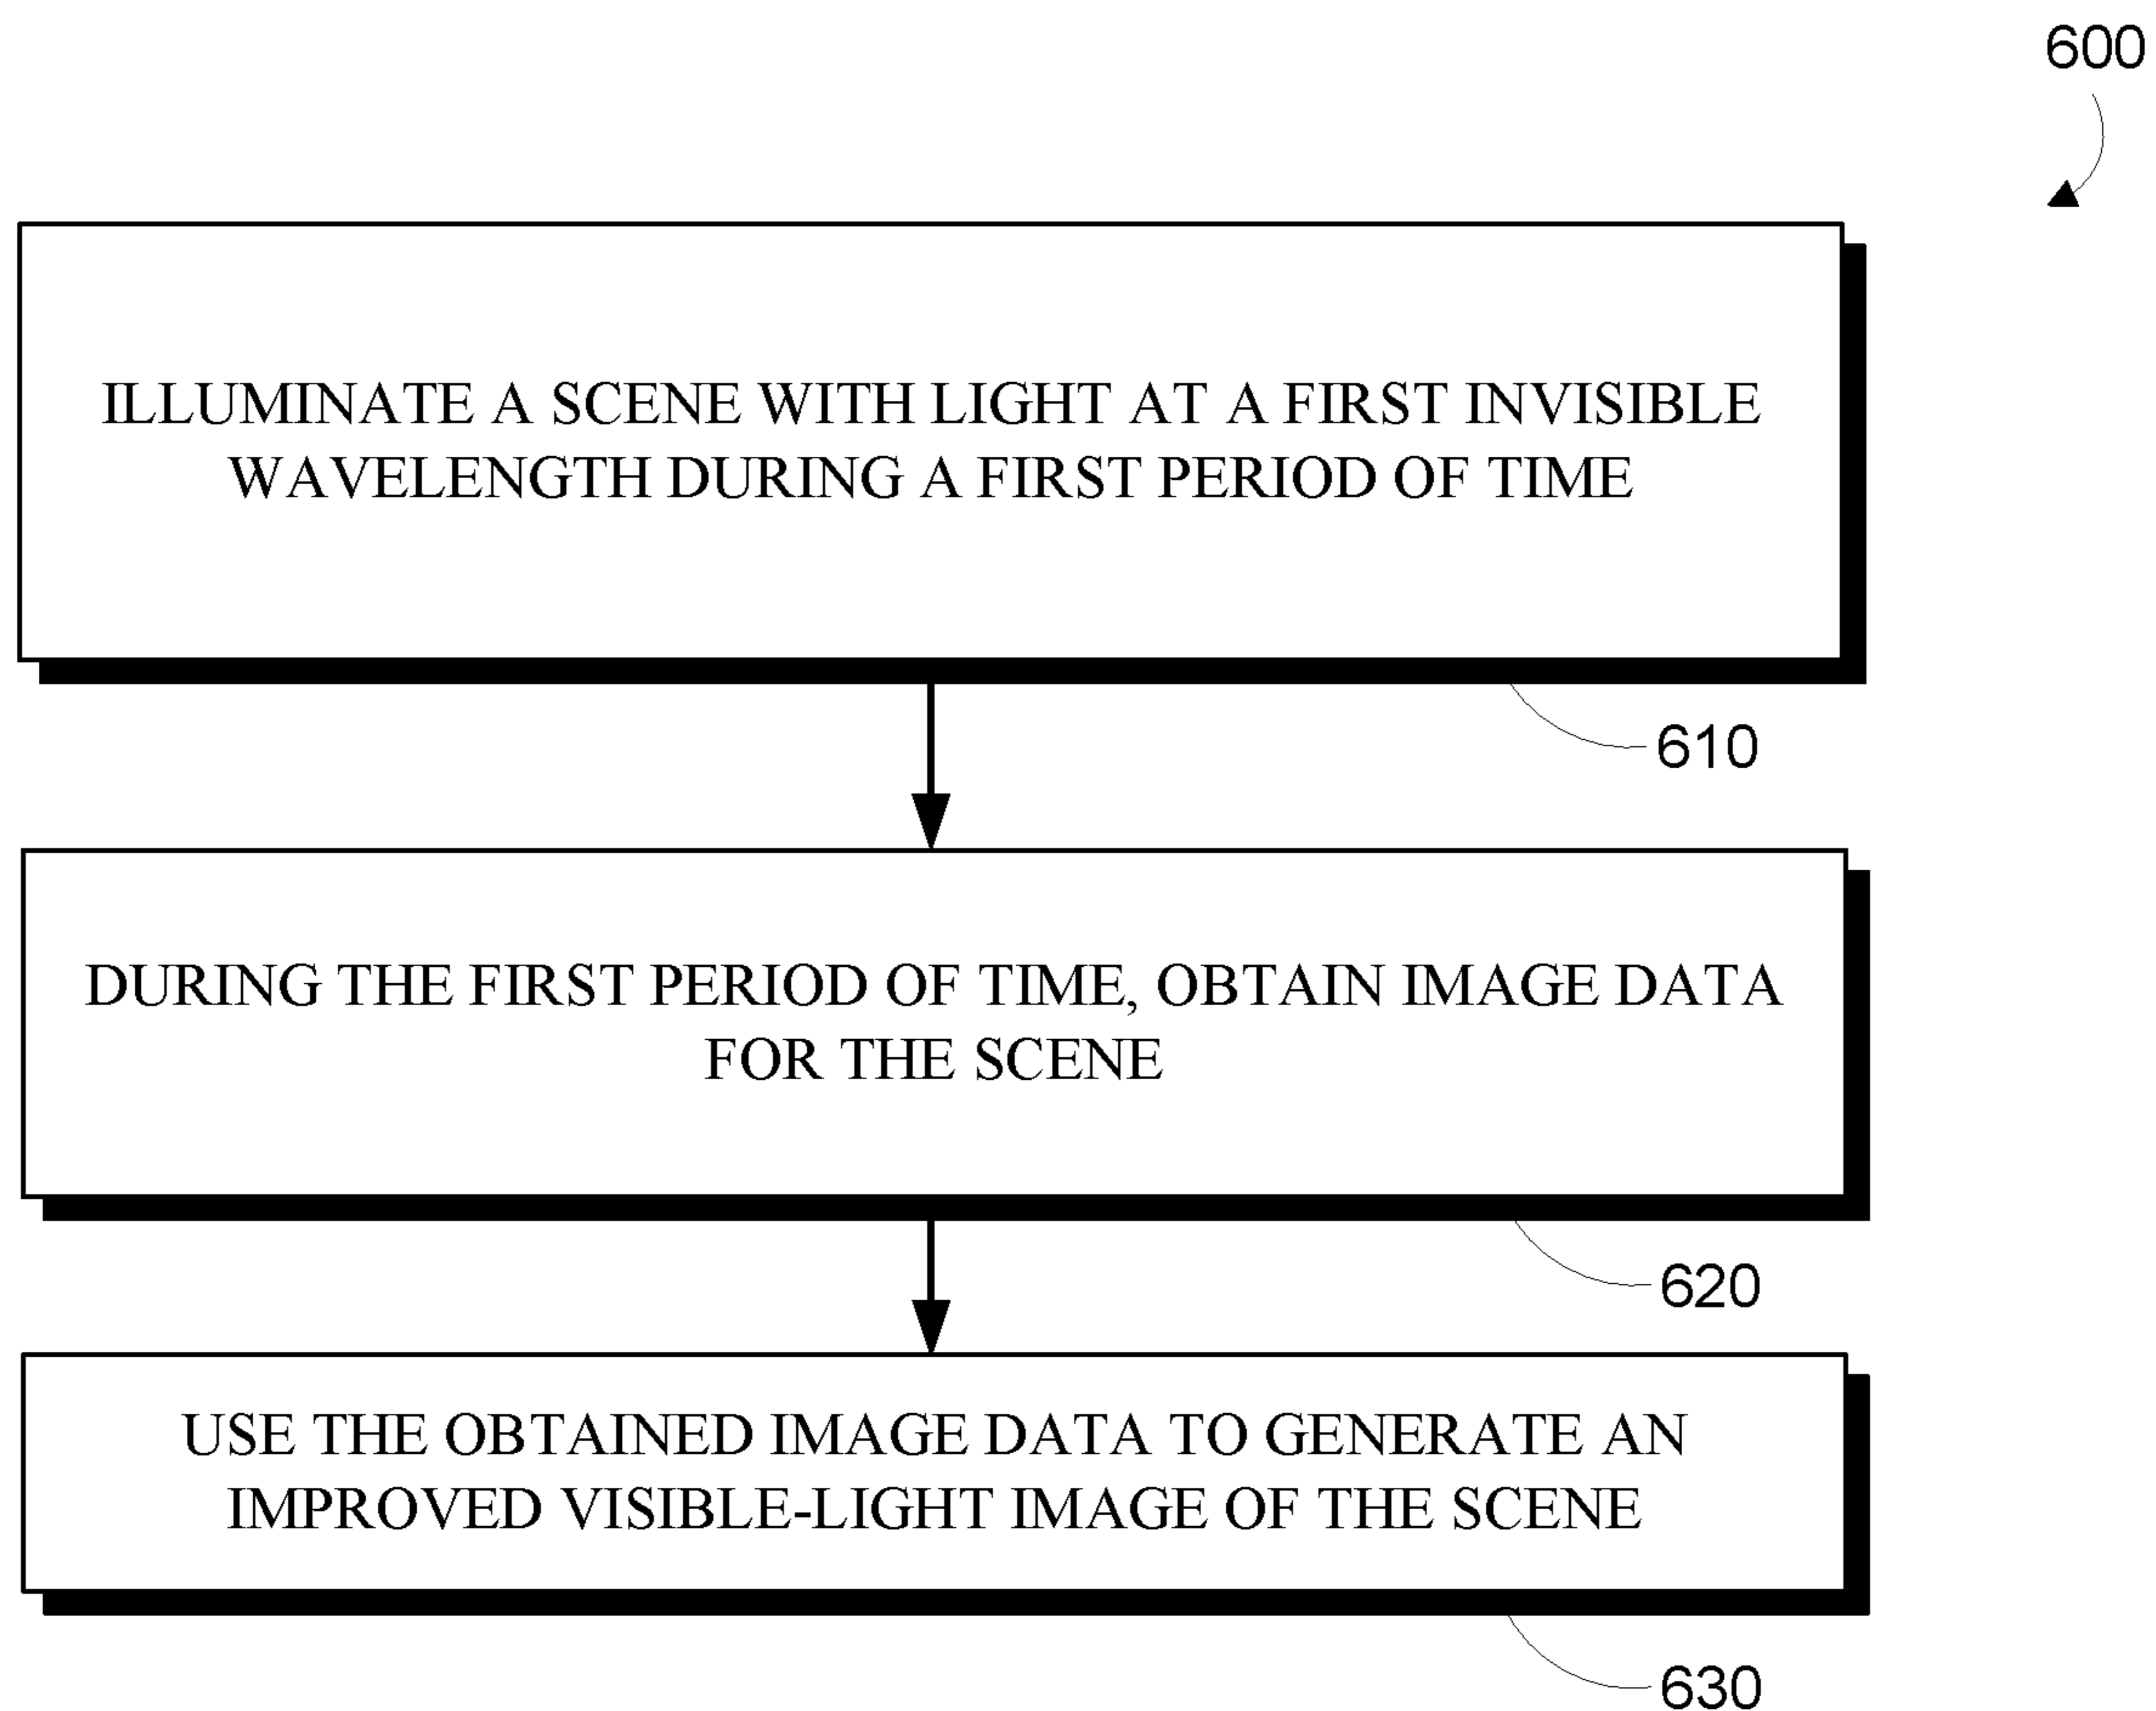 600
ILLUMINATE A SCENE WITH LIGHT AT A FIRST INVISIBLE
WAVELENGTH DURING A FIRST PERIOD OF TIME
610
DURING THE FIRST PERIOD OF TIME, OBTAIN IMAGE DATA
FOR THE SCENE
620
USE THE OBTAINED IMAGE DATA TO GENERATE AN
IMPROVED VISIBLE-LIGHT IMAGE OF THE SCENE
630